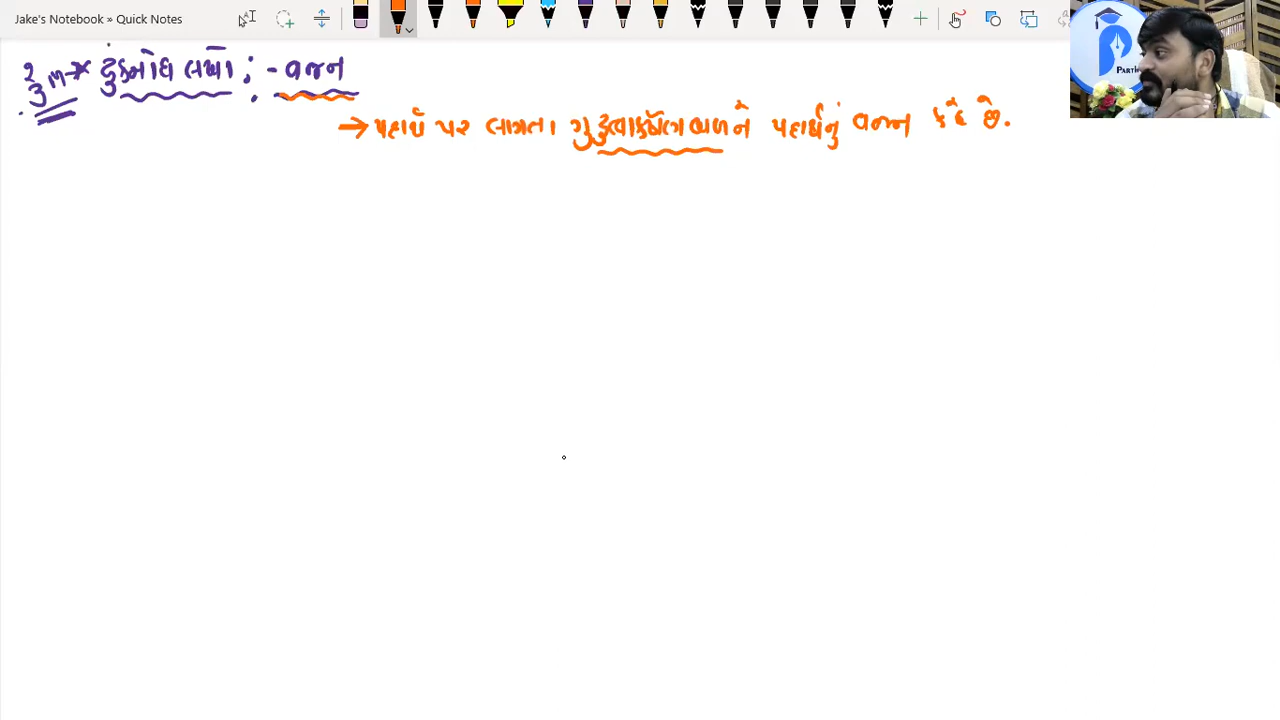 Jake's Notebook » Quick Notes
ટુંકનોધ લખો :- વજન
→ પદાર્થ પર લાગતા ગુરુત્વાકર્ષણ બળને પદાર્થનું વજન કહે છે.